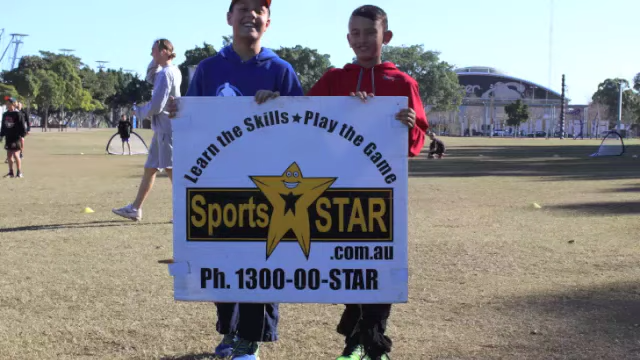 Learn the Skills★Play the Game
Sports STAR
.com.au
Ph. 1300-00-STAR